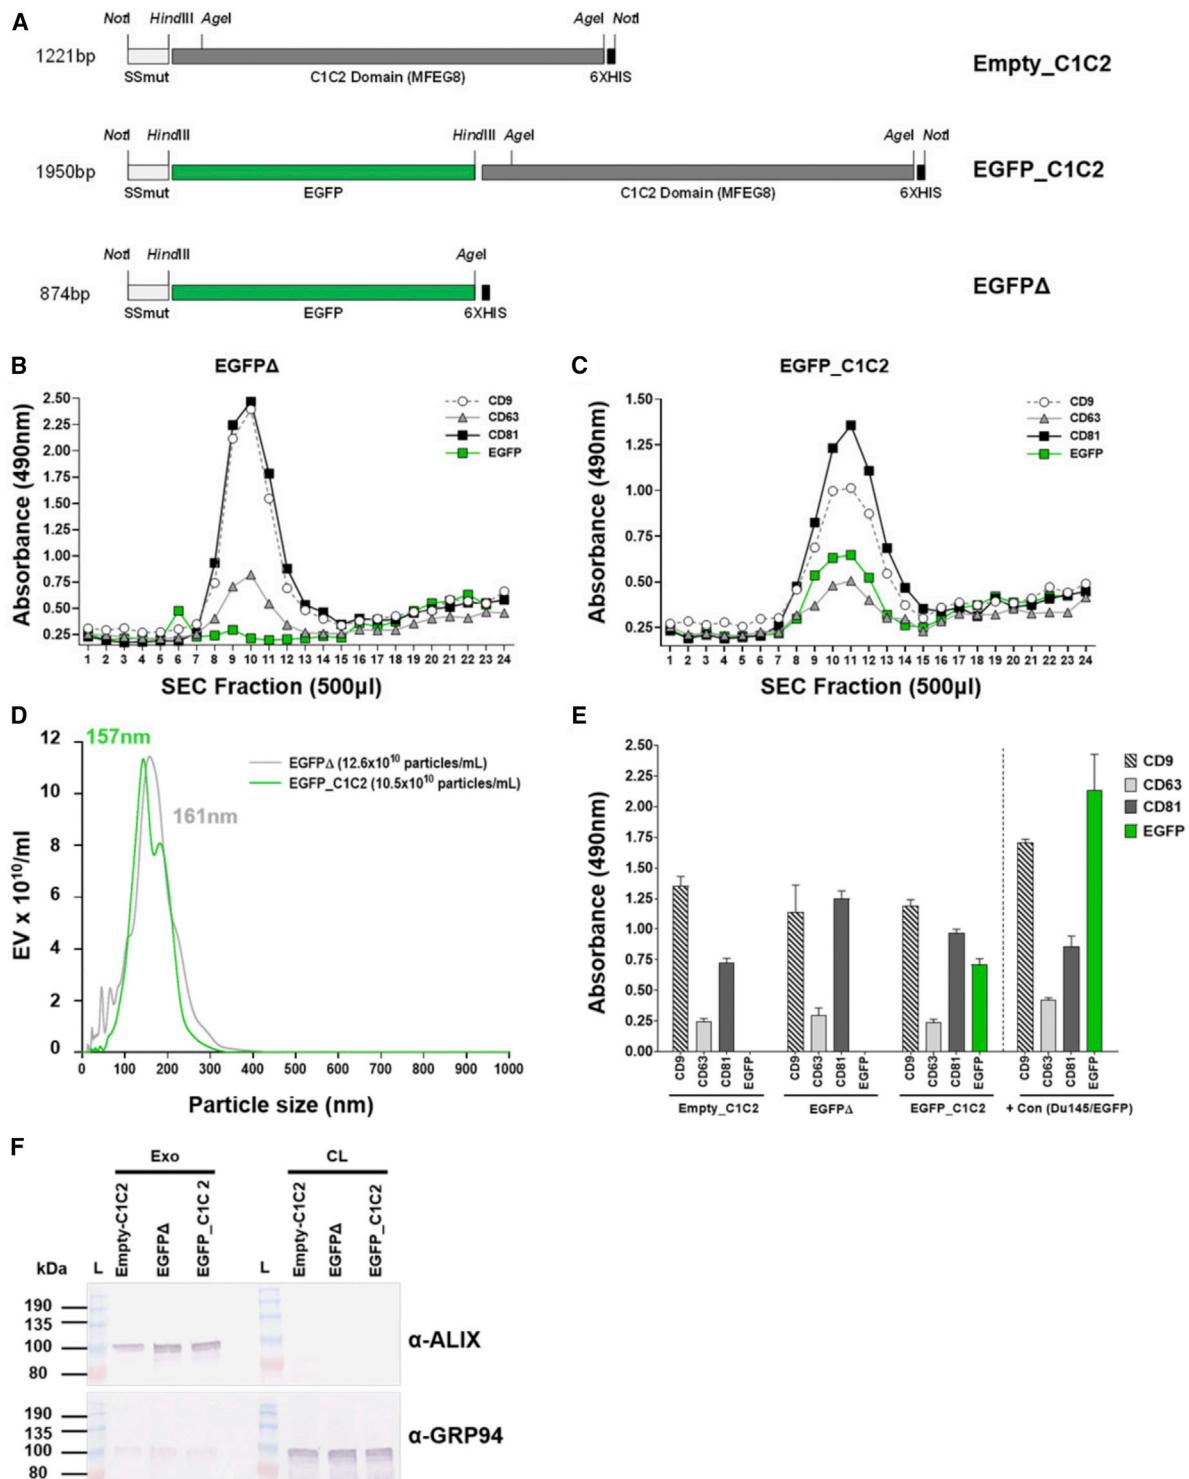 A
NotI HindIII AgeI AgeI NotI
1221bp
SSmut C1C2 Domain (MFEG8) 6XHIS
Empty_C1C2
NotI HindIII HindIII AgeI AgeI NotI
1950bp
SSmut EGFP C1C2 Domain (MFEG8) 6XHIS
EGFP_C1C2
NotI HindIII AgeI
874bp
SSmut EGFP 6XHIS
EGFPΔ
B
EGFPΔ
Absorbance (490nm)
2.50
2.25
2.00
1.75
1.50
1.25
1.00
0.75
0.50
0.25
1 2 3 4 5 6 7 8 9 10 11 12 13 14 15 16 17 18 19 20 21 22 23 24
SEC Fraction (500µl)
CD9
CD63
CD81
EGFP
C
EGFP_C1C2
Absorbance (490nm)
1.50
1.25
1.00
0.75
0.50
0.25
1 2 3 4 5 6 7 8 9 10 11 12 13 14 15 16 17 18 19 20 21 22 23 24
SEC Fraction (500µl)
CD9
CD63
CD81
EGFP
D
157nm
161nm
EGFPΔ (12.6x10¹⁰ particles/mL)
EGFP_C1C2 (10.5x10¹⁰ particles/mL)
EV x 10¹⁰/ml
12
10
8
6
4
2
0
0 100 200 300 400 500 600 700 800 900 1000
Particle size (nm)
E
Absorbance (490nm)
2.50
2.25
2.00
1.75
1.50
1.25
1.00
0.75
0.50
0.25
0.00
CD9
CD63
CD81
EGFP
CD9 CD63 CD81 EGFP CD9 CD63 CD81 EGFP CD9 CD63 CD81 EGFP CD9 CD63 CD81 EGFP
Empty_C1C2 EGFPΔ EGFP_C1C2 + Con (Du145/EGFP)
F
Exo CL
kDa L Empty-C1C2 EGFPΔ EGFP_C1C 2 L Empty-C1C2 EGFPΔ EGFP_C1C2
190
135
100
80
α-ALIX
190
135
100
80
α-GRP94